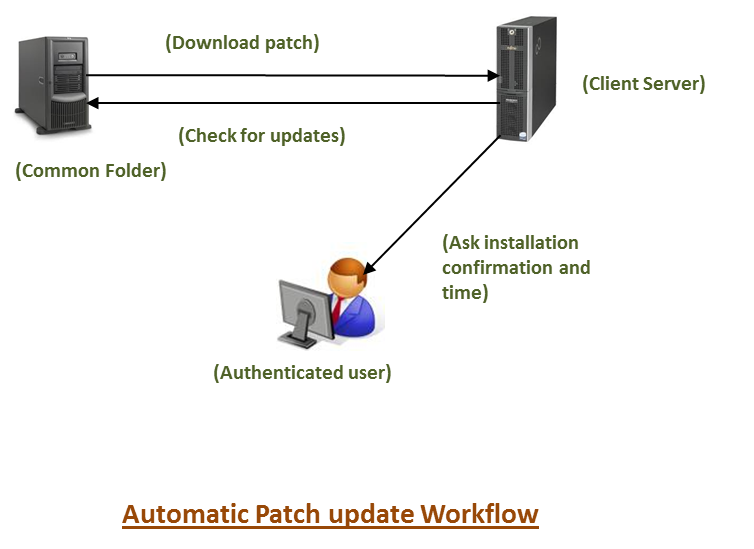 (Download patch)
(Client Server)
(Check for updates)
(Common Folder)
(Ask installation
confirmation and
time)
(Authenticated user)
Automatic Patch update Workflow